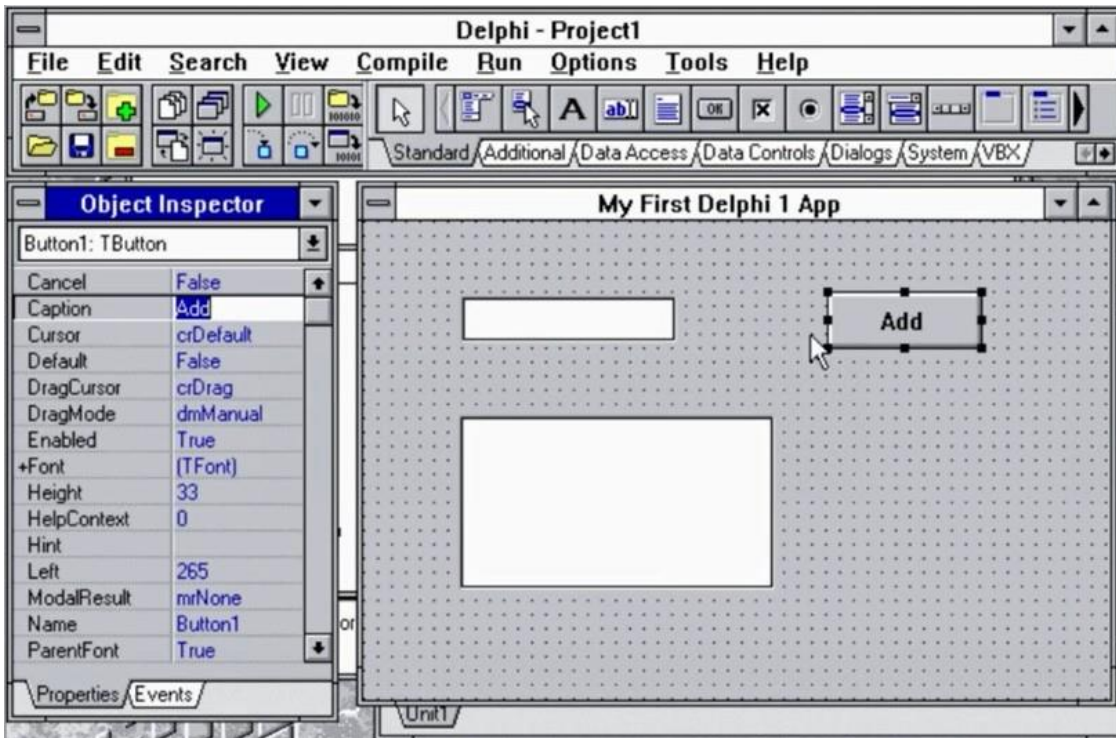 Delphi - Project1
File Edit Search View Compile Run Options Tools Help
A ab OK
Standard Additional Data Access Data Controls Dialogs System VBX
Object Inspector
Button1: TButton
Cancel False
Caption Add
Cursor crDefault
Default False
DragCursor crDrag
DragMode dmManual
Enabled True
+Font (TFont)
Height 33
HelpContext 0
Hint
Left 265
ModalResult mrNone
Name Button1
ParentFont True
Properties Events
My First Delphi 1 App
Add
or
Unit1